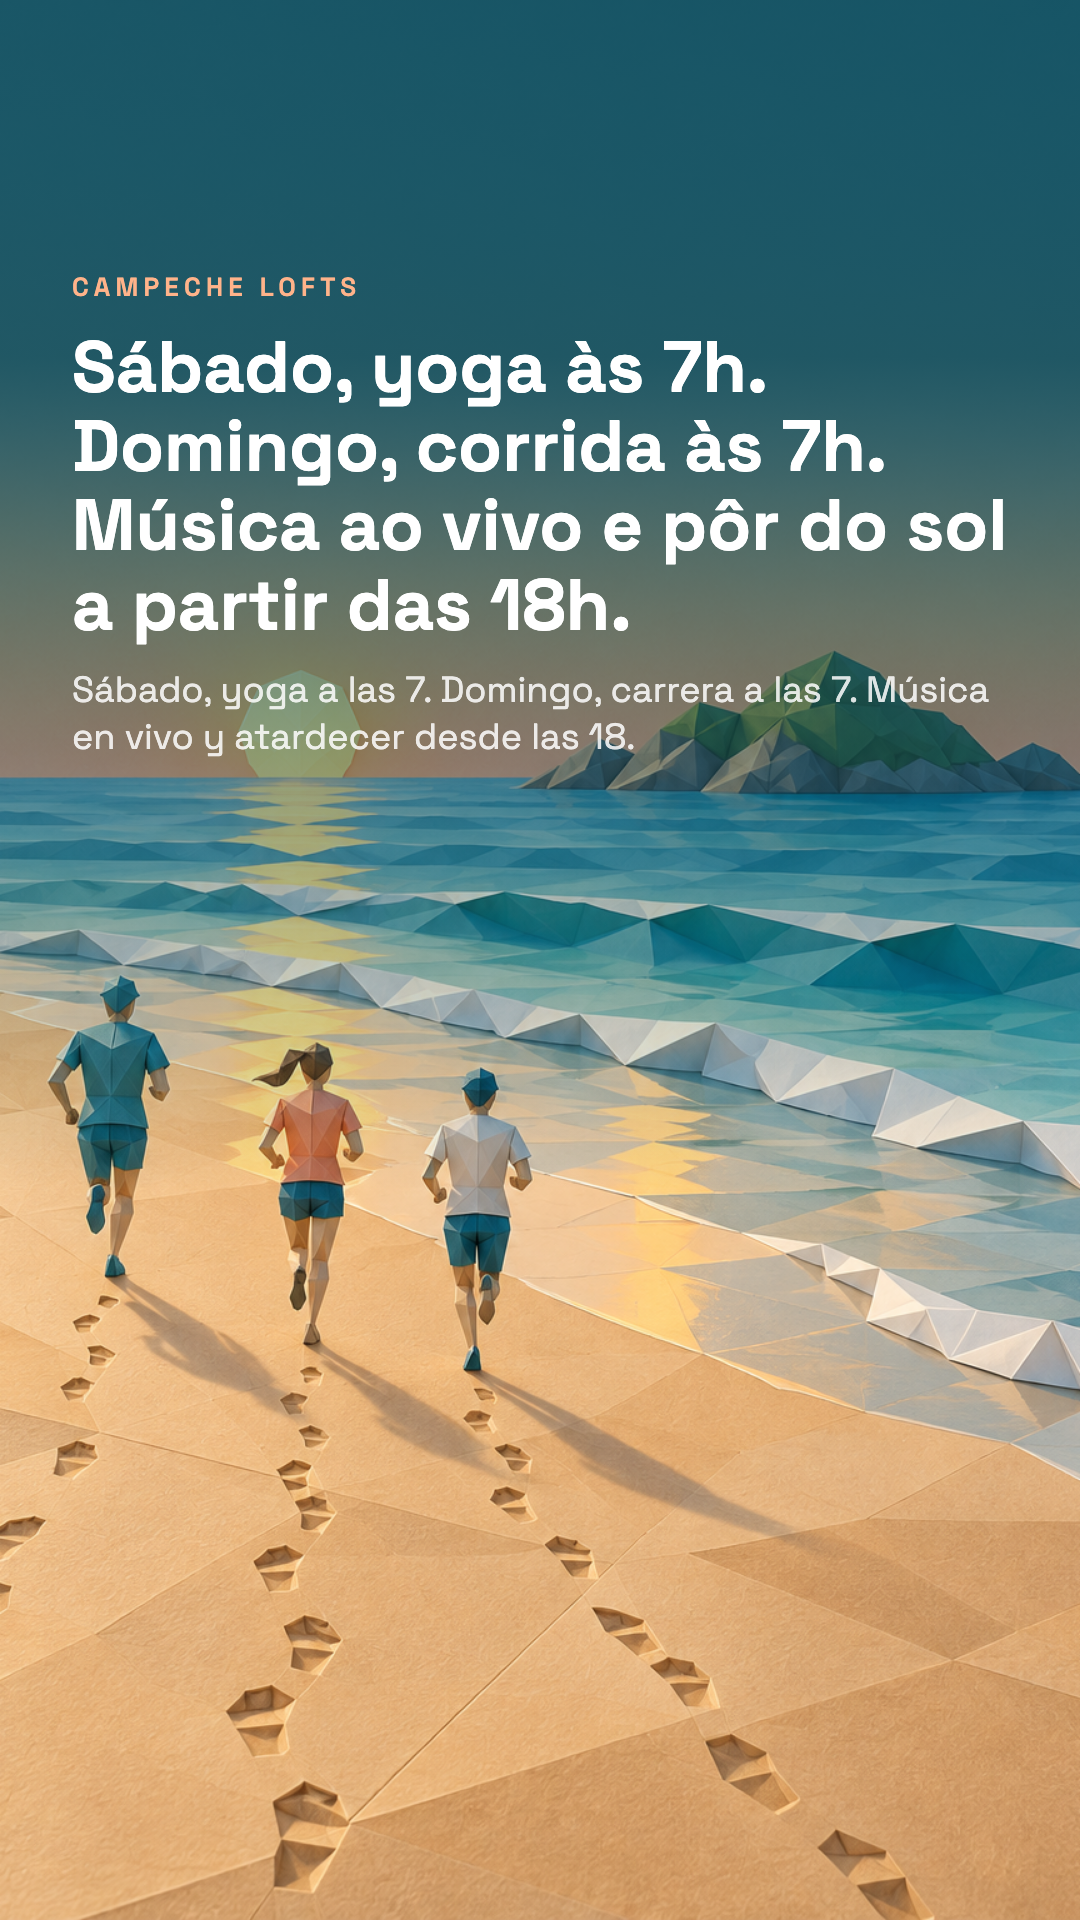 CAMPECHE LOFTS
Sábado, yoga às 7h.
Domingo, corrida às 7h.
Música ao vivo e pôr do sol
a partir das 18h.
Sábado, yoga a las 7. Domingo, carrera a las 7. Música
en vivo y atardecer desde las 18.